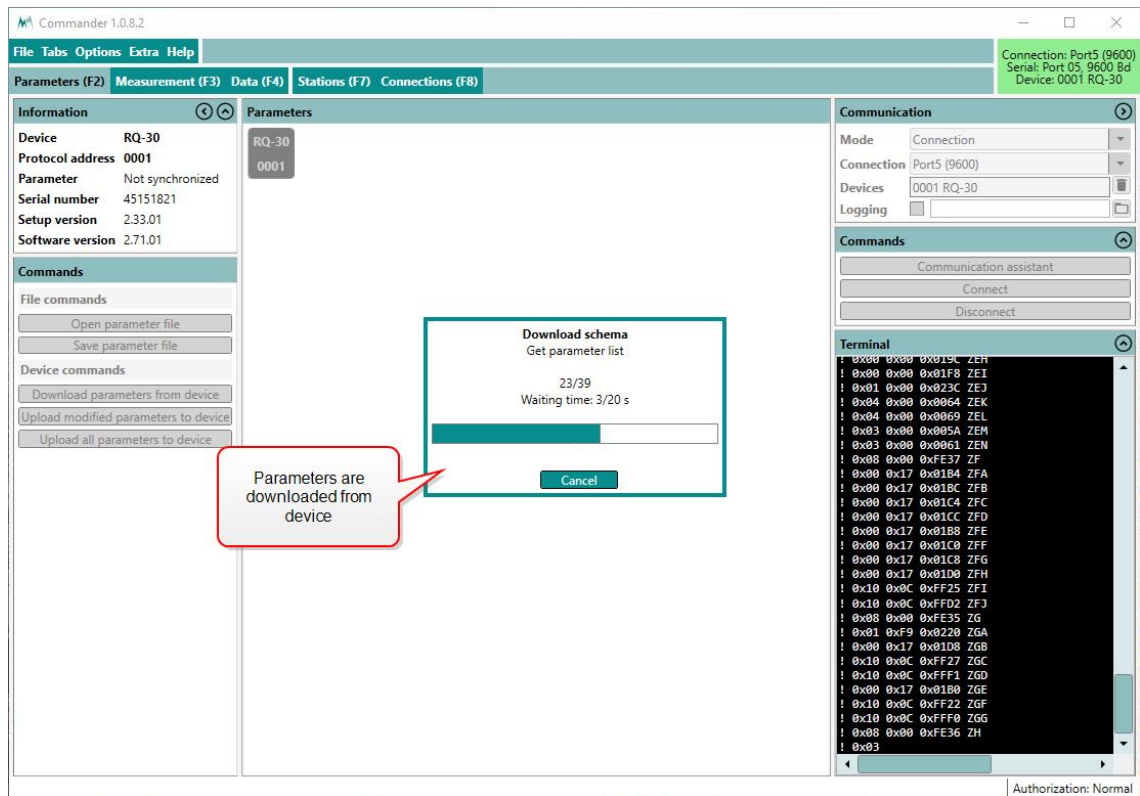 Commander 1.0.8.2
File Tabs Options Extra Help
Connection: Port5 (9600)
Serial: Port 05, 9600 Bd
Device: 0001 RQ-30
Parameters (F2) Measurement (F3) Data (F4) Stations (F7) Connections (F8)
Information
Device RQ-30
Protocol address 0001
Parameter Not synchronized
Serial number 45151821
Setup version 2.33.01
Software version 2.71.01
Commands
File commands
Open parameter file
Save parameter file
Device commands
Download parameters from device
Upload modified parameters to device
Upload all parameters to device
Parameters
RQ-30
0001
Download schema
Get parameter list
23/39
Waiting time: 3/20 s
Cancel
Parameters are
downloaded from
device
Communication
Mode Connection
Connection Port5 (9600)
Devices 0001 RQ-30
Logging
Commands
Communication assistant
Connect
Disconnect
Terminal
! 0x00 0x00 0x019C ZEH
! 0x00 0x00 0x01F8 ZEI
! 0x01 0x00 0x023C ZEJ
! 0x04 0x00 0x0064 ZEK
! 0x04 0x00 0x0069 ZEL
! 0x03 0x00 0x005A ZEM
! 0x03 0x00 0x0061 ZEN
! 0x08 0x00 0xFE37 ZF
! 0x00 0x17 0x01B4 ZFA
! 0x00 0x17 0x01BC ZFB
! 0x00 0x17 0x01C4 ZFC
! 0x00 0x17 0x01CC ZFD
! 0x00 0x17 0x01B8 ZFE
! 0x00 0x17 0x01C0 ZFF
! 0x00 0x17 0x01C8 ZFG
! 0x00 0x17 0x01D0 ZFH
! 0x10 0x0C 0xFF25 ZFI
! 0x10 0x0C 0xFFD2 ZFJ
! 0x08 0x00 0xFE35 ZG
! 0x01 0xF9 0x0220 ZGA
! 0x00 0x17 0x01D8 ZGB
! 0x10 0x0C 0xFF27 ZGC
! 0x10 0x0C 0xFFF1 ZGD
! 0x00 0x17 0x01B0 ZGE
! 0x10 0x0C 0xFF22 ZGF
! 0x10 0x0C 0xFFF0 ZGG
! 0x08 0x00 0xFE36 ZH
! 0x03
Authorization: Normal